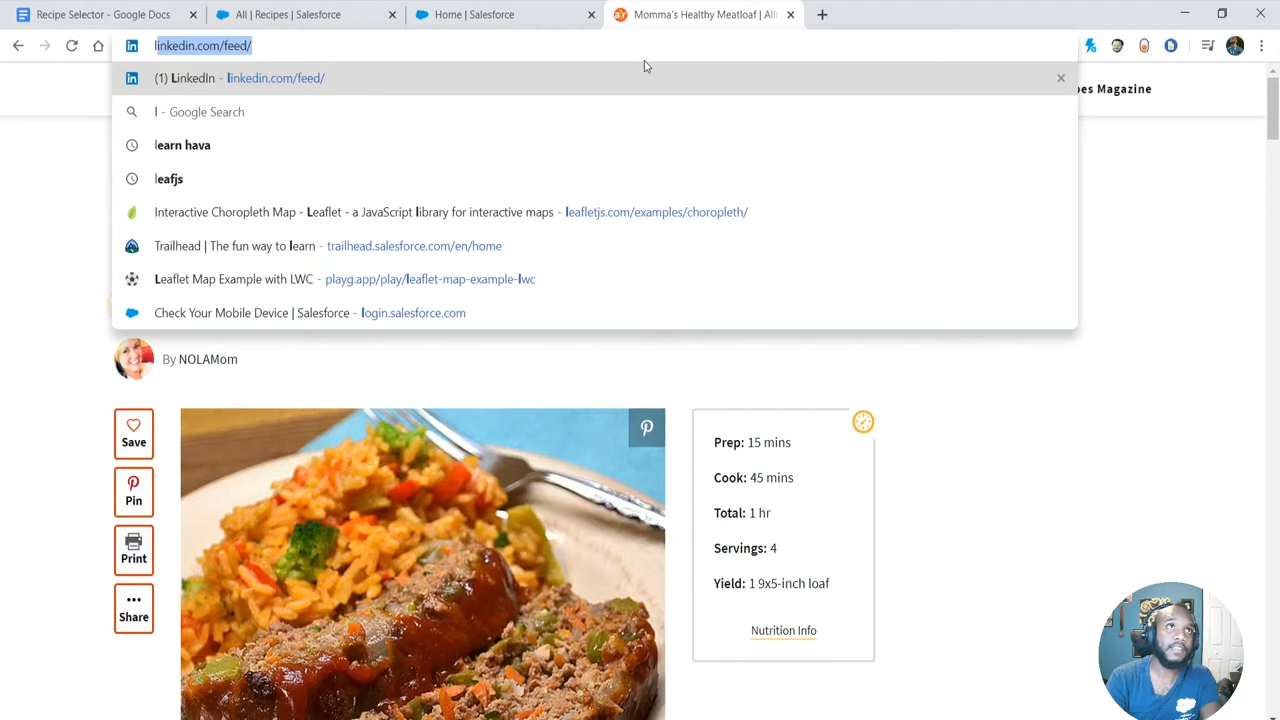 Recipe Selector - Google Docs
All | Recipes | Salesforce
Home | Salesforce
Momma's Healthy Meatloaf | All
linkedin.com/feed/
(1) LinkedIn - linkedin.com/feed/
l - Google Search
learn hava
leafjs
Interactive Choropleth Map - Leaflet - a JavaScript library for interactive maps - leafletjs.com/examples/choropleth/
Trailhead | The fun way to learn - trailhead.salesforce.com/en/home
Leaflet Map Example with LWC - playg.app/play/leaflet-map-example-lwc
Check Your Mobile Device | Salesforce - login.salesforce.com
pes Magazine
By NOLAMom
Save
Pin
Print
Share
Prep: 15 mins
Cook: 45 mins
Total: 1 hr
Servings: 4
Yield: 1 9x5-inch loaf
Nutrition Info